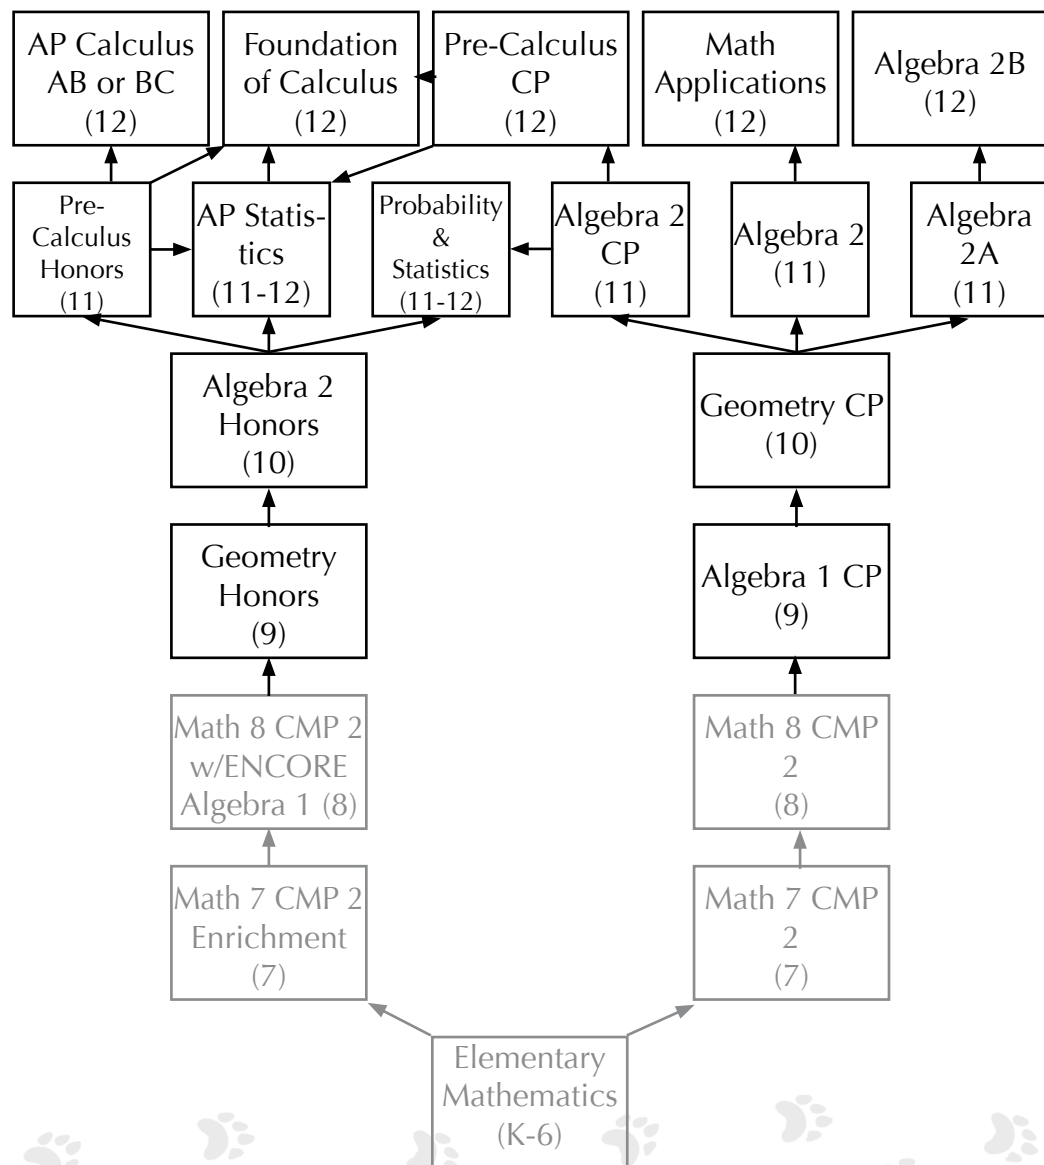 AP Calculus
AB or BC
(12)
Foundation
of Calculus
(12)
Pre-Calculus
CP
(12)
Math
Applications
(12)
Algebra 2B
(12)
Pre-
Calculus
Honors
(11)
AP Statis-
tics
(11-12)
Probability
&
Statistics
(11-12)
Algebra 2
CP
(11)
Algebra 2
(11)
Algebra
2A
(11)
Algebra 2
Honors
(10)
Geometry CP
(10)
Geometry
Honors
(9)
Algebra 1 CP
(9)
Math 8 CMP 2
w/ENCORE
Algebra 1 (8)
Math 8 CMP
2
(8)
Math 7 CMP 2
Enrichment
(7)
Math 7 CMP
2
(7)
Elementary
Mathematics
(K-6)